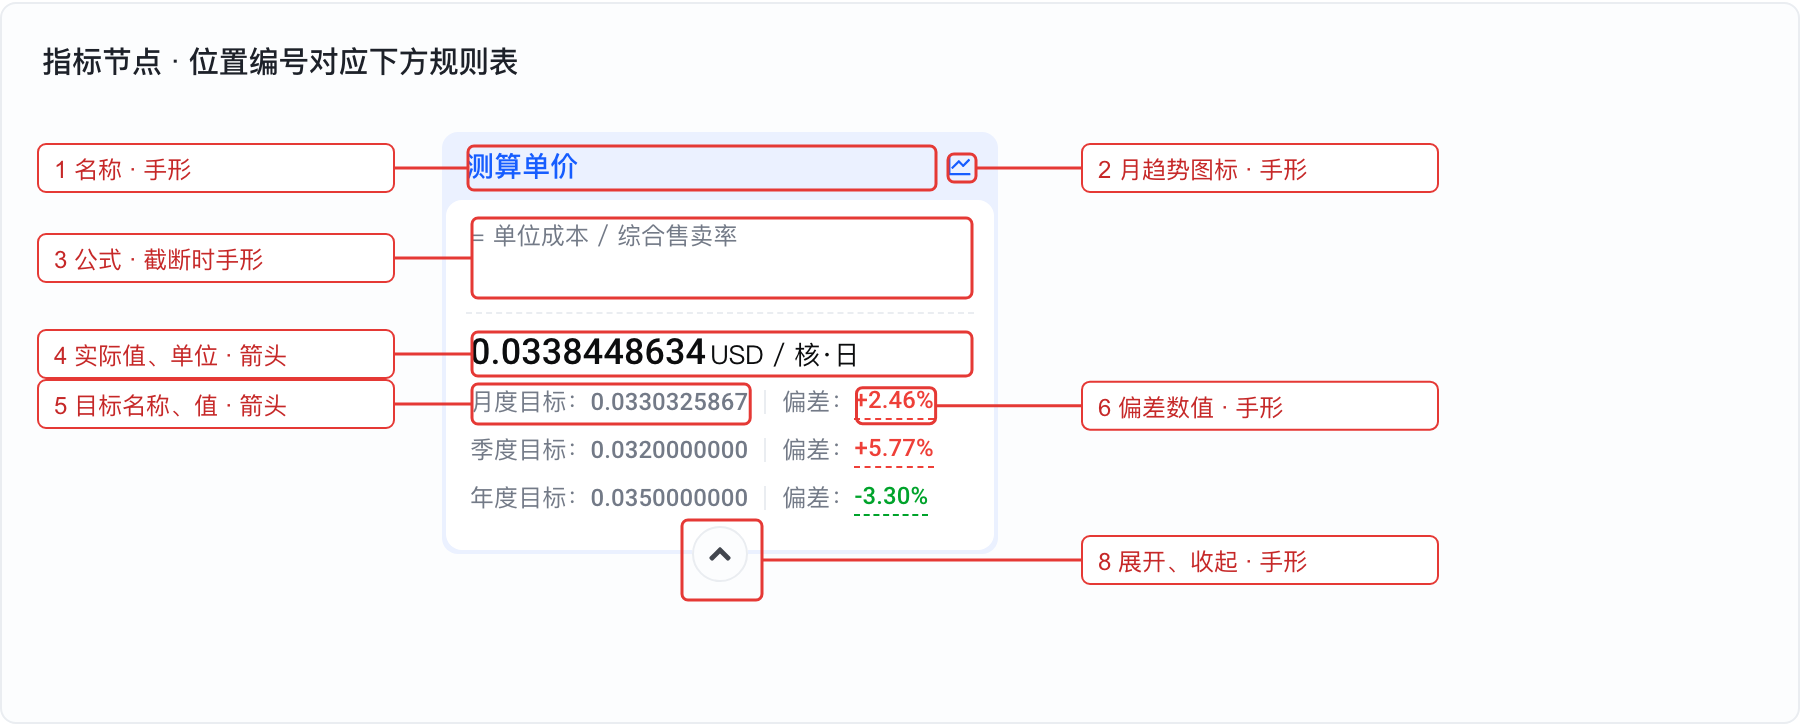 指标节点 · 位置编号对应下方规则表
1 名称 · 手形
测算单价
2 月趋势图标 · 手形
3 公式 · 截断时手形
= 单位成本 / 综合售卖率
4 实际值、单位 · 箭头
0.0338448634 USD / 核·日
5 目标名称、值 · 箭头
月度目标： 0.0330325867 偏差： +2.46%
6 偏差数值 · 手形
季度目标： 0.0320000000 偏差： +5.77%
年度目标： 0.0350000000 偏差： -3.30%
8 展开、收起 · 手形